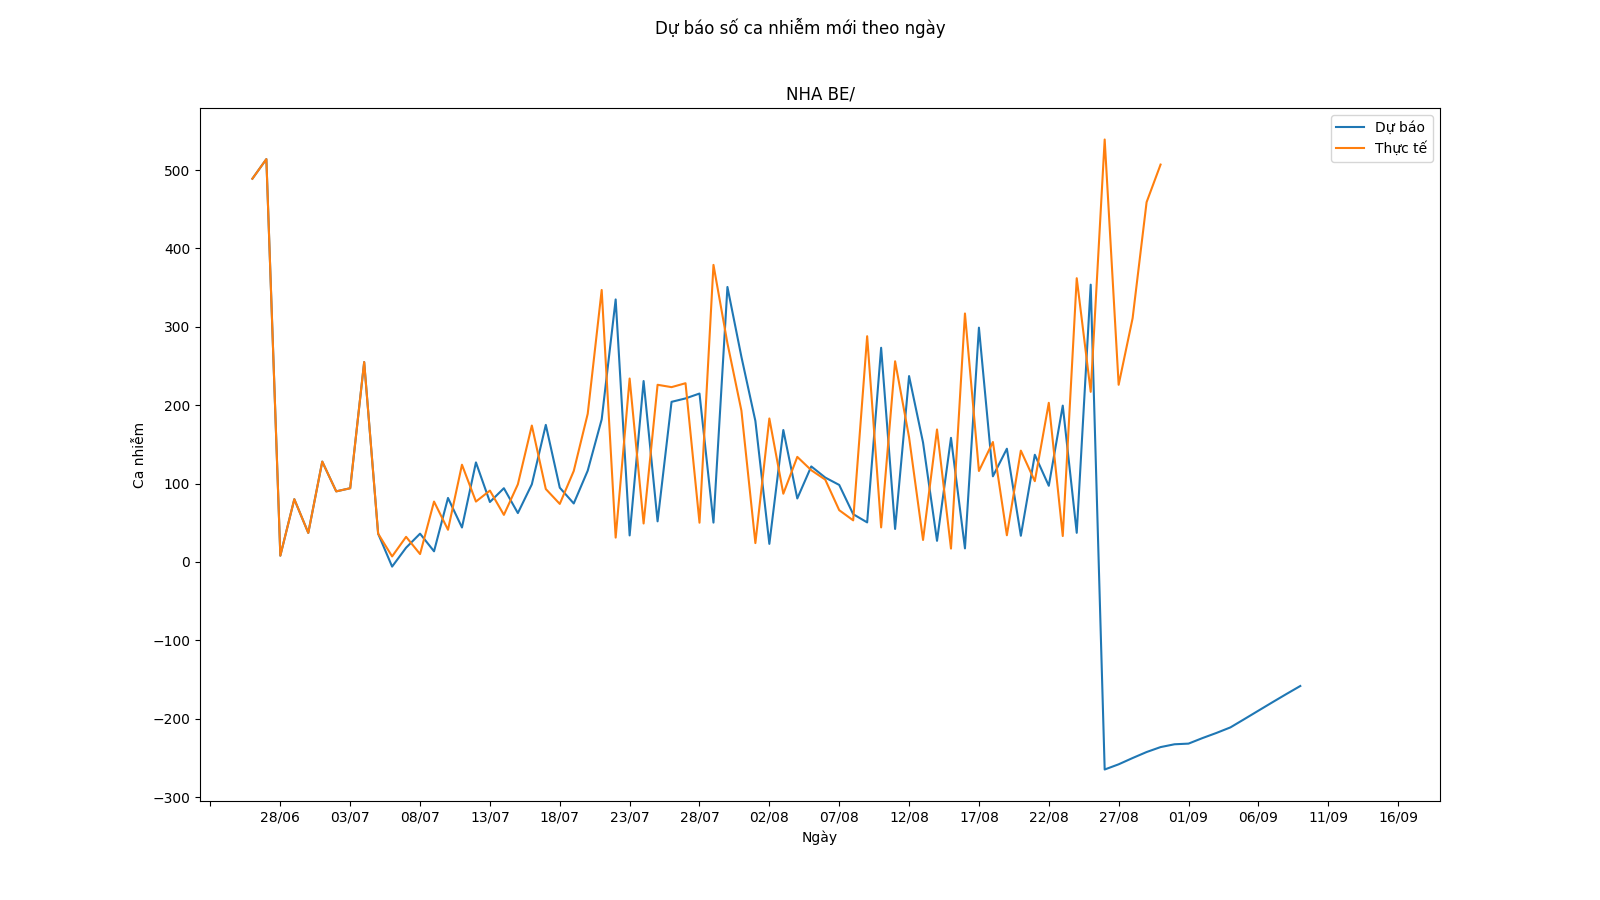 Dự báo số ca nhiễm mới theo ngày
NHA BE/
Dự báo
Thực tế
500
400
300
200
100
0
−100
−200
−300
Ca nhiễm
28/06 03/07 08/07 13/07 18/07 23/07 28/07 02/08 07/08 12/08 17/08 22/08 27/08 01/09 06/09 11/09 16/09
Ngày